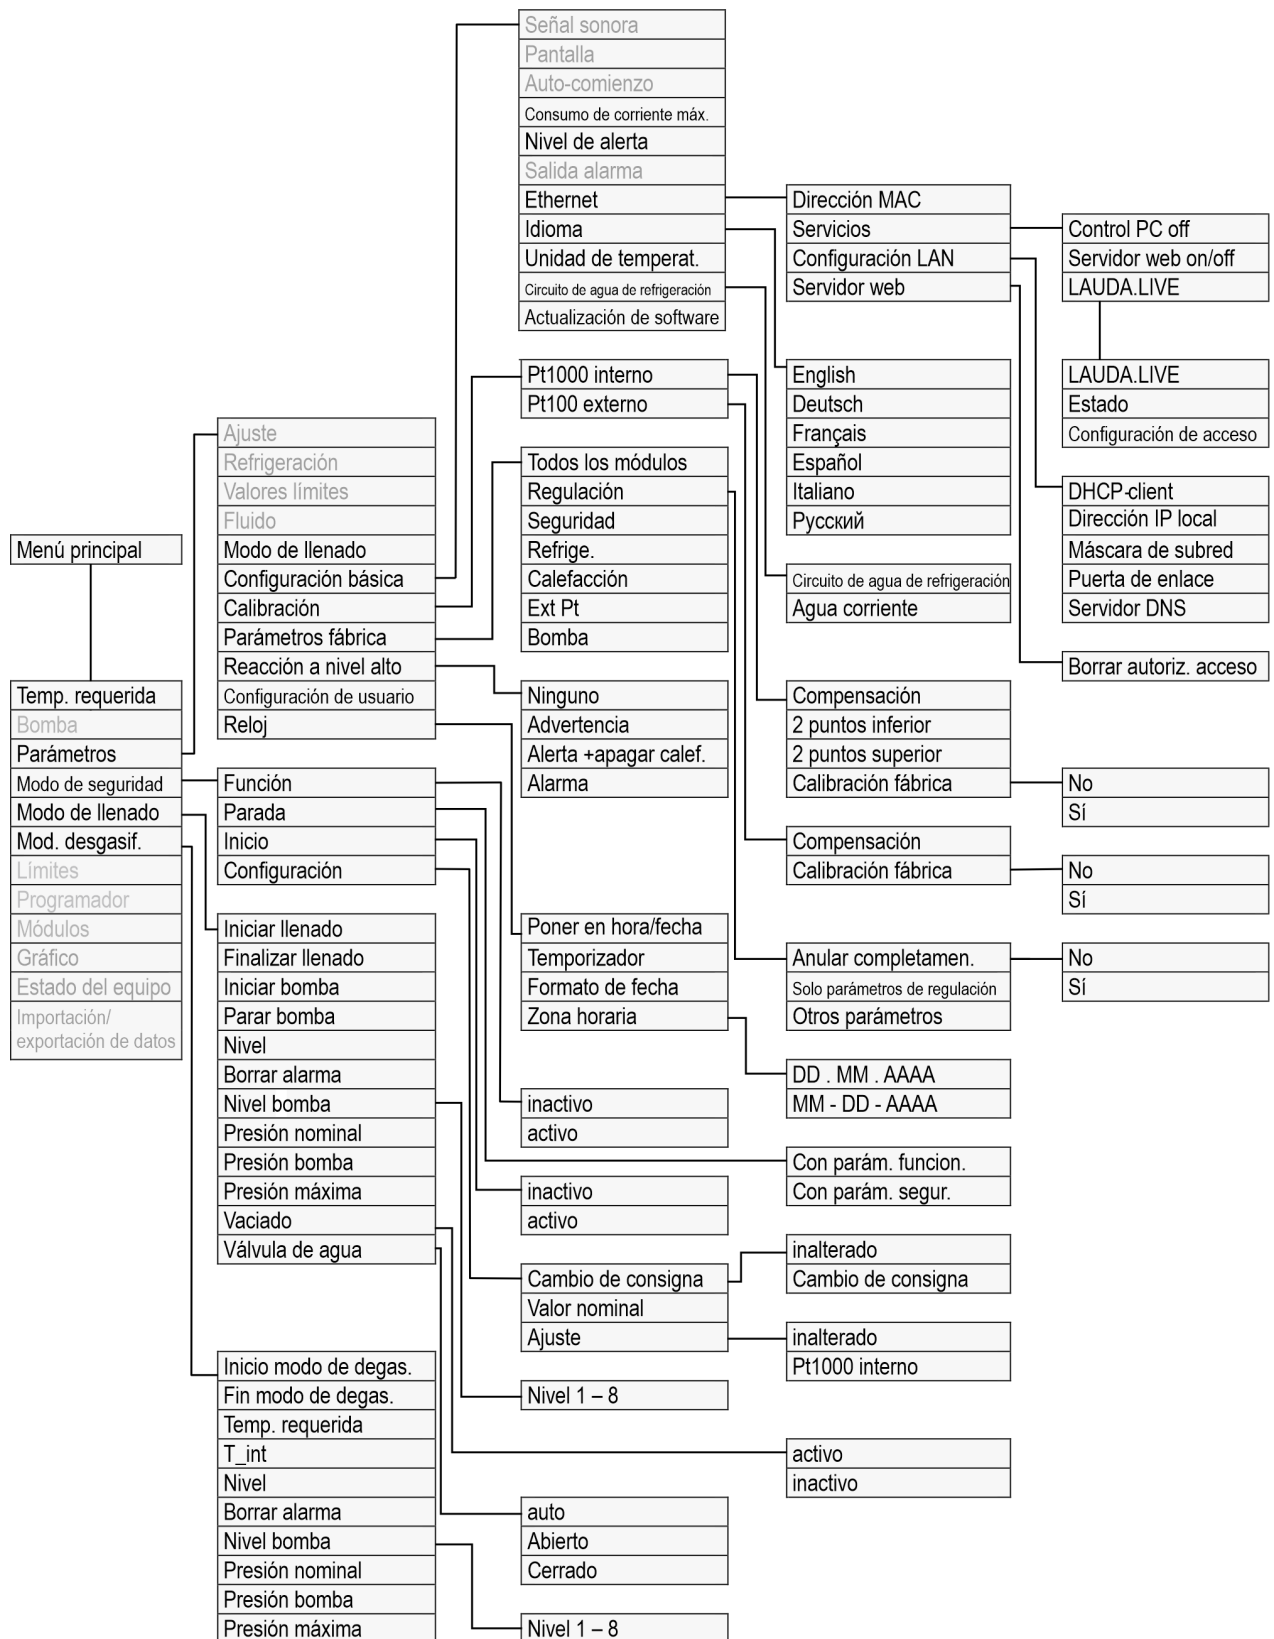 Menú principal
Temp. requerida
Bomba
Parámetros
Modo de seguridad
Modo de llenado
Mod. desgasif.
Límites
Programador
Módulos
Gráfico
Estado del equipo
Importación/
exportación de datos
Ajuste
Refrigeración
Valores límites
Fluido
Modo de llenado
Configuración básica
Calibración
Parámetros fábrica
Reacción a nivel alto
Configuración de usuario
Reloj
Función
Parada
Inicio
Configuración
Iniciar llenado
Finalizar llenado
Iniciar bomba
Parar bomba
Nivel
Borrar alarma
Nivel bomba
Presión nominal
Presión bomba
Presión máxima
Vaciado
Válvula de agua
Inicio modo de degas.
Fin modo de degas.
Temp. requerida
T_int
Nivel
Borrar alarma
Nivel bomba
Presión nominal
Presión bomba
Presión máxima
Señal sonora
Pantalla
Auto-comienzo
Consumo de corriente máx.
Nivel de alerta
Salida alarma
Ethernet
Idioma
Unidad de temperat.
Circuito de agua de refrigeración
Actualización de software
Pt1000 interno
Pt100 externo
Todos los módulos
Regulación
Seguridad
Refrige.
Calefacción
Ext Pt
Bomba
Ninguno
Advertencia
Alerta +apagar calef.
Alarma
Poner en hora/fecha
Temporizador
Formato de fecha
Zona horaria
inactivo
activo
inactivo
activo
Cambio de consigna
Valor nominal
Ajuste
Nivel 1 – 8
auto
Abierto
Cerrado
Nivel 1 – 8
Dirección MAC
Servicios
Configuración LAN
Servidor web
English
Deutsch
Français
Español
Italiano
Русский
Circuito de agua de refrigeración
Agua corriente
Compensación
2 puntos inferior
2 puntos superior
Calibración fábrica
Compensación
Calibración fábrica
Anular completamen.
Solo parámetros de regulación
Otros parámetros
DD . MM . AAAA
MM - DD - AAAA
Con parám. funcion.
Con parám. segur.
inalterado
Cambio de consigna
inalterado
Pt1000 interno
activo
inactivo
Control PC off
Servidor web on/off
LAUDA.LIVE
LAUDA.LIVE
Estado
Configuración de acceso
DHCP-client
Dirección IP local
Máscara de subred
Puerta de enlace
Servidor DNS
Borrar autoriz. acceso
No
Sí
No
Sí
No
Sí